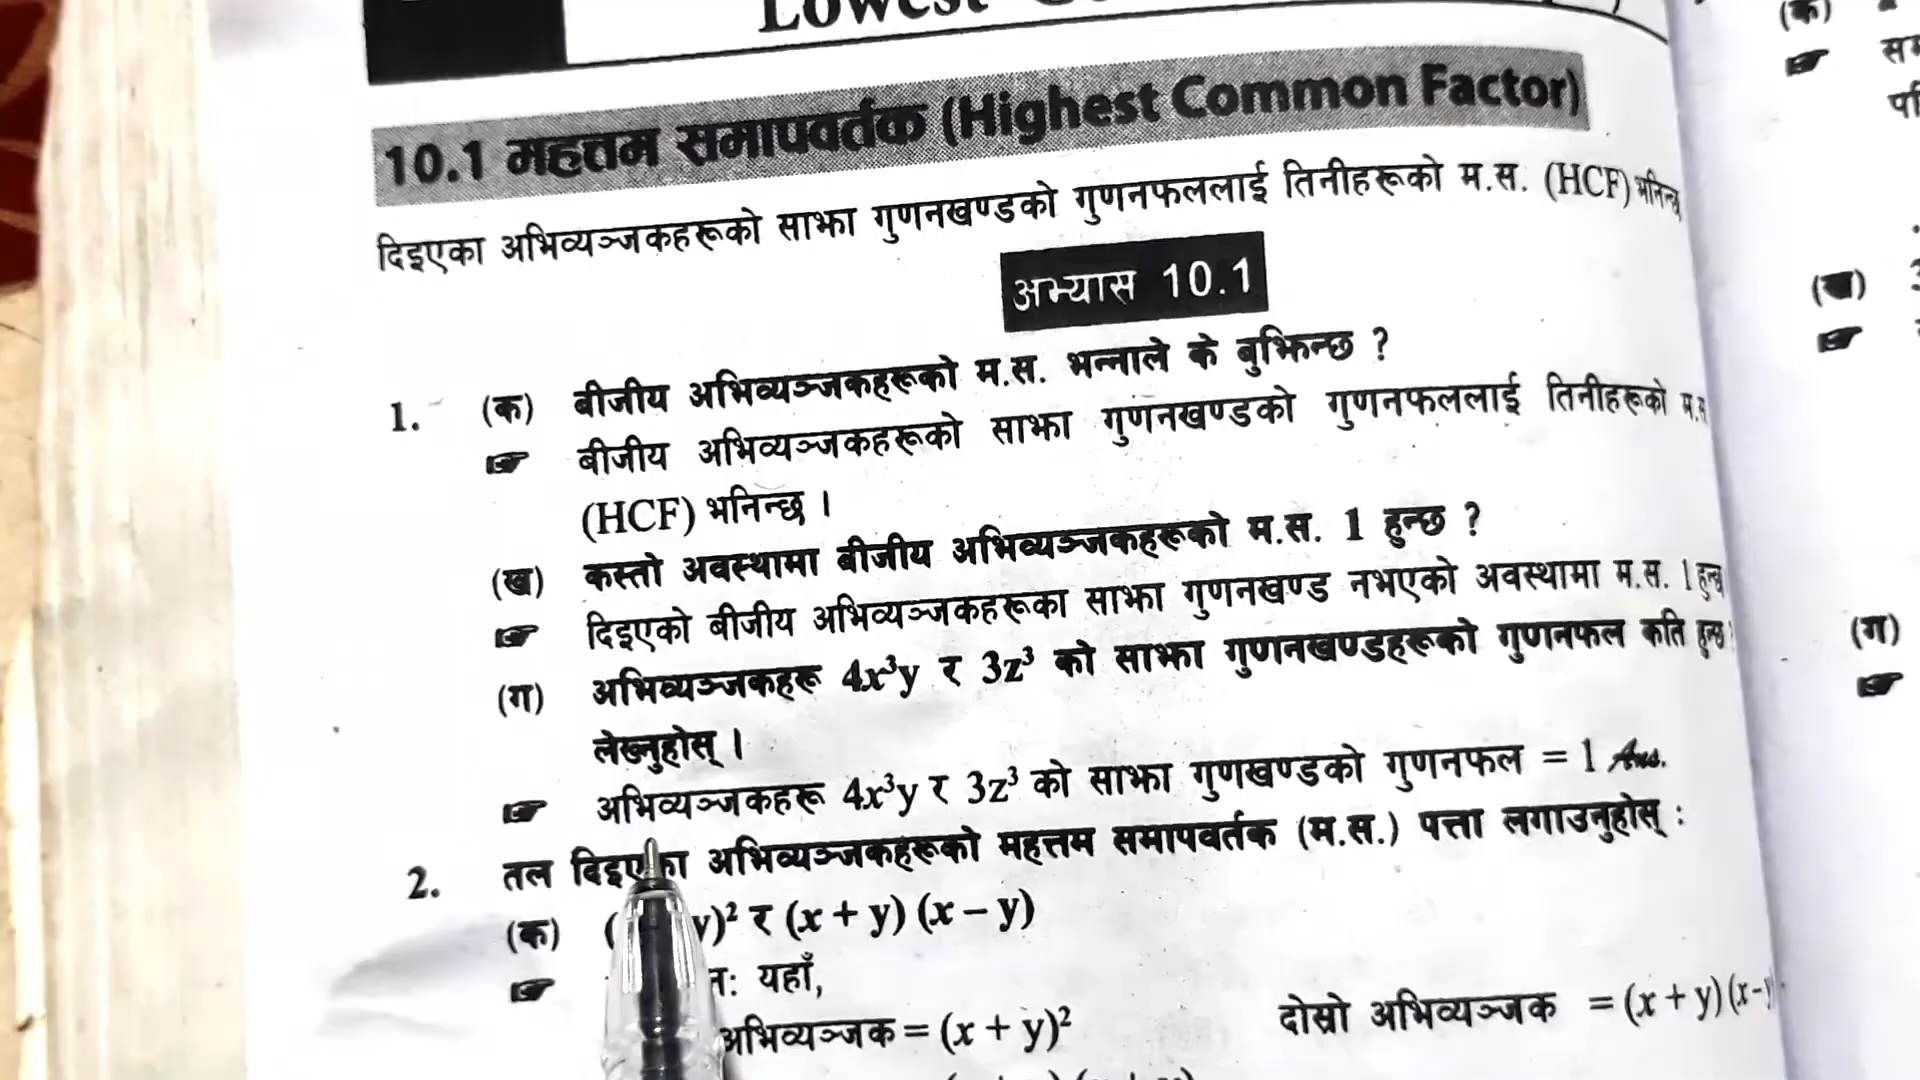 Lowest
10.1 महत्तम समापवर्तक (Highest Common Factor)
दिइएका अभिव्यञ्जकहरूको साझा गुणनखण्डको गुणनफललाई तिनीहरूको म.स. (HCF) भनिन्छ
अभ्यास 10.1
1. (क) बीजीय अभिव्यञ्जकहरूको म.स. भन्नाले के बुझिन्छ ?
☞ बीजीय अभिव्यञ्जकहरूको साझा गुणनखण्डको गुणनफललाई तिनीहरूको म.स
(HCF) भनिन्छ ।
(ख) कस्तो अवस्थामा बीजीय अभिव्यञ्जकहरूको म.स. 1 हुन्छ ?
☞ दिइएको बीजीय अभिव्यञ्जकहरूका साझा गुणनखण्ड नभएको अवस्थामा म.स. 1 हुन्छ
(ग) अभिव्यञ्जकहरू 4x³y र 3z³ को साझा गुणनखण्डहरूको गुणनफल कति हुन्छ
लेख्नुहोस् ।
☞ अभिव्यञ्जकहरू 4x³y र 3z³ को साझा गुणखण्डको गुणनफल = 1 Ans.
2. तल दिइएका अभिव्यञ्जकहरूको महत्तम समापवर्तक (म.स.) पत्ता लगाउनुहोस् :
(क) ( y)² र (x + y) (x – y)
☞ यहाँ,
अभिव्यञ्जक = (x + y)² दोस्रो अभिव्यञ्जक = (x + y) (x – y
(क)
☞
(ख)
☞
(ग)
☞